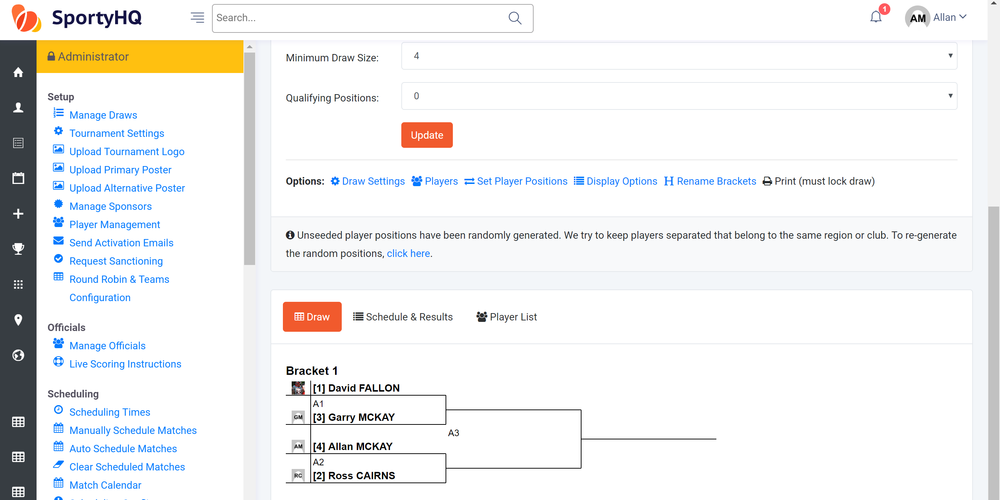 SportyHQ
Search...
1
AM Allan
Administrator
Setup
Manage Draws
Tournament Settings
Upload Tournament Logo
Upload Primary Poster
Upload Alternative Poster
Manage Sponsors
Player Management
Send Activation Emails
Request Sanctioning
Round Robin & Teams
Configuration
Officials
Manage Officials
Live Scoring Instructions
Scheduling
Scheduling Times
Manually Schedule Matches
Auto Schedule Matches
Clear Scheduled Matches
Match Calendar
Minimum Draw Size: 4
Qualifying Positions: 0
Update
Options: Draw Settings Players Set Player Positions Display Options Rename Brackets Print (must lock draw)
Unseeded player positions have been randomly generated. We try to keep players separated that belong to the same region or club. To re-generate
the random positions, click here.
Draw Schedule & Results Player List
Bracket 1
[1] David FALLON
A1
GM [3] Garry MCKAY
A3
AM [4] Allan MCKAY
A2
RC [2] Ross CAIRNS